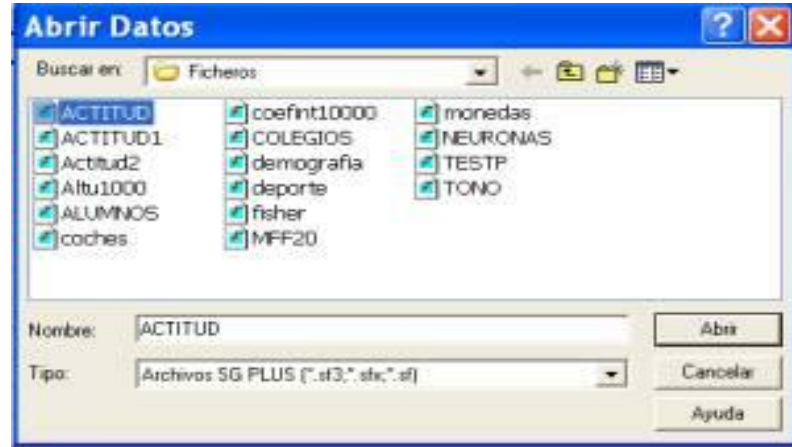 Abrir Datos
Buscar en: Ficheros
ACTITUD coefint10000 monedas
ACTITUD1 COLEGIOS NEURONAS
Actitud2 demografia TESTP
Altu1000 deporte TONO
ALUMNOS fisher
coches MFF20
Nombre: ACTITUD Abrir
Tipo: Archivos SG PLUS (*.sf3;*.sfx;*.sf) Cancelar
Ayuda